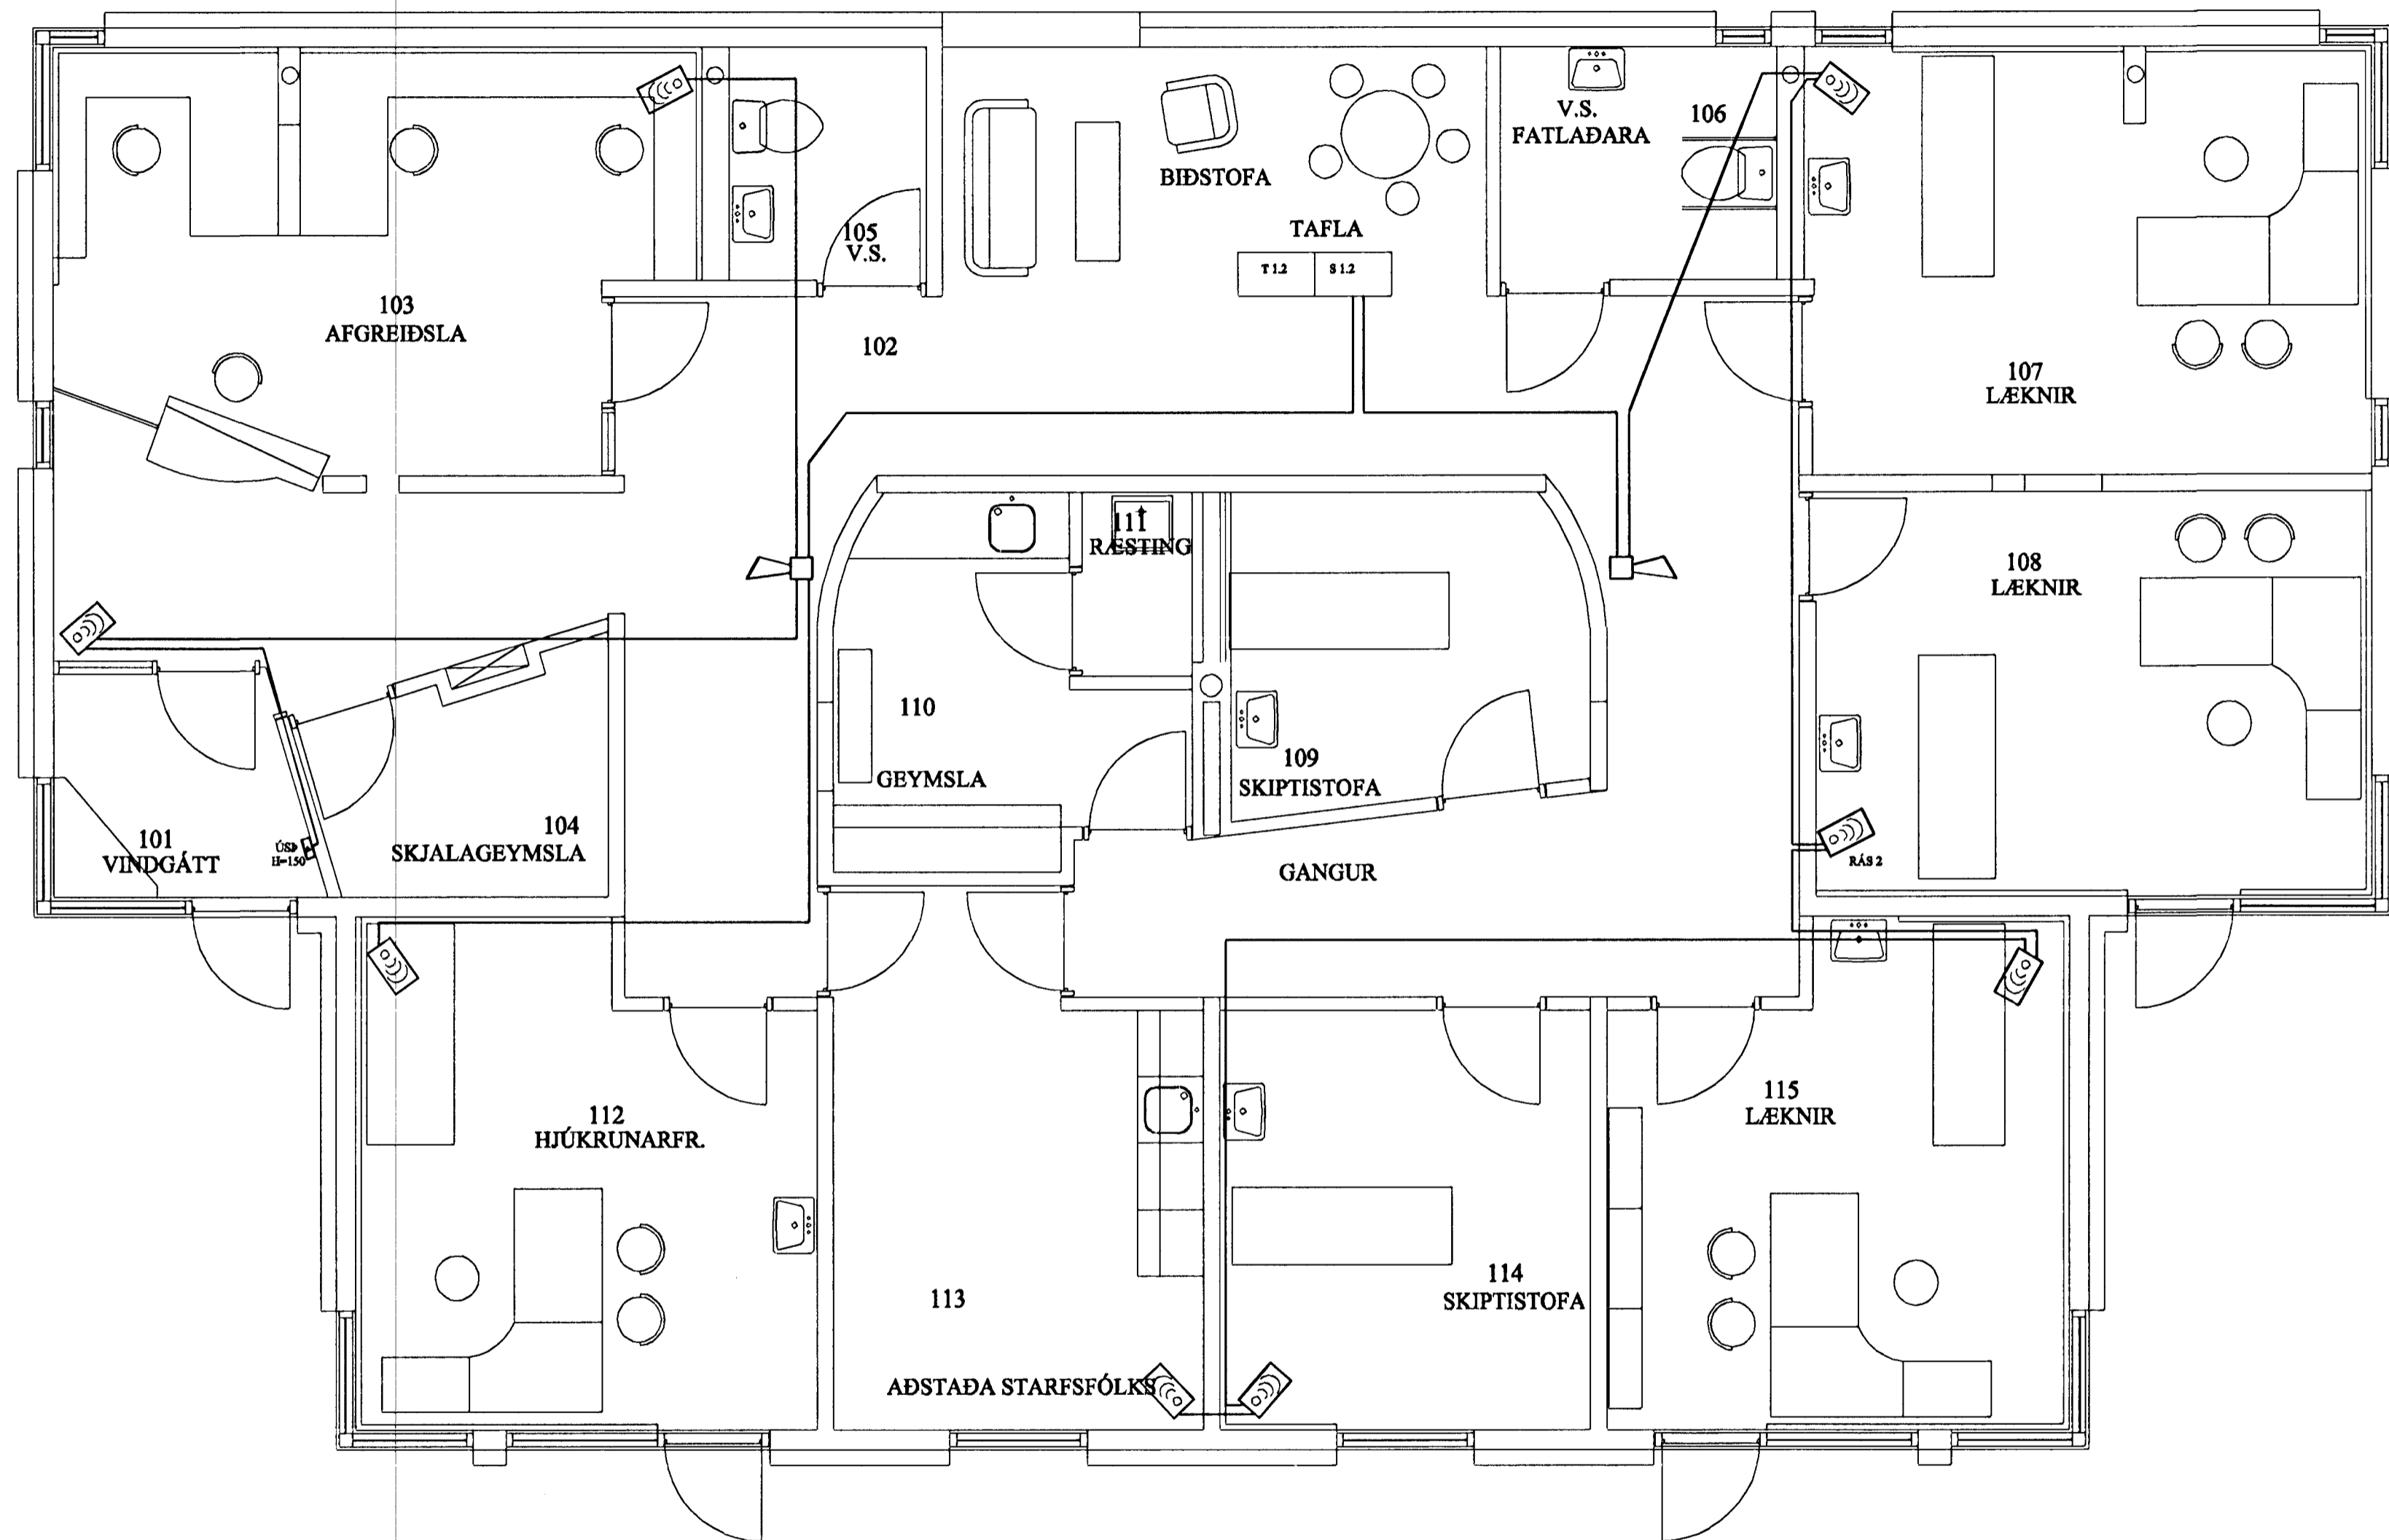 V.S.
FATLAÐARA
106
BIÐSTOFA
105
V.S.
TAFLA
T 1.2
S 1.2
103
AFGREIÐSLA
102
107
LÆKNIR
111
RÆSTING
108
LÆKNIR
110
GEYMSLA
109
SKIPTISTOFA
101
VINDGÁTT
ÚSÞ
H=150
104
SKJALAGEYMSLA
RÁS 2
GANGUR
112
HJÚKRUNARFR.
115
LÆKNIR
113
AÐSTAÐA STARFSFÓLKS
114
SKIPTISTOFA